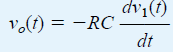 v_o(t) = −RC dv_1(t)/dt